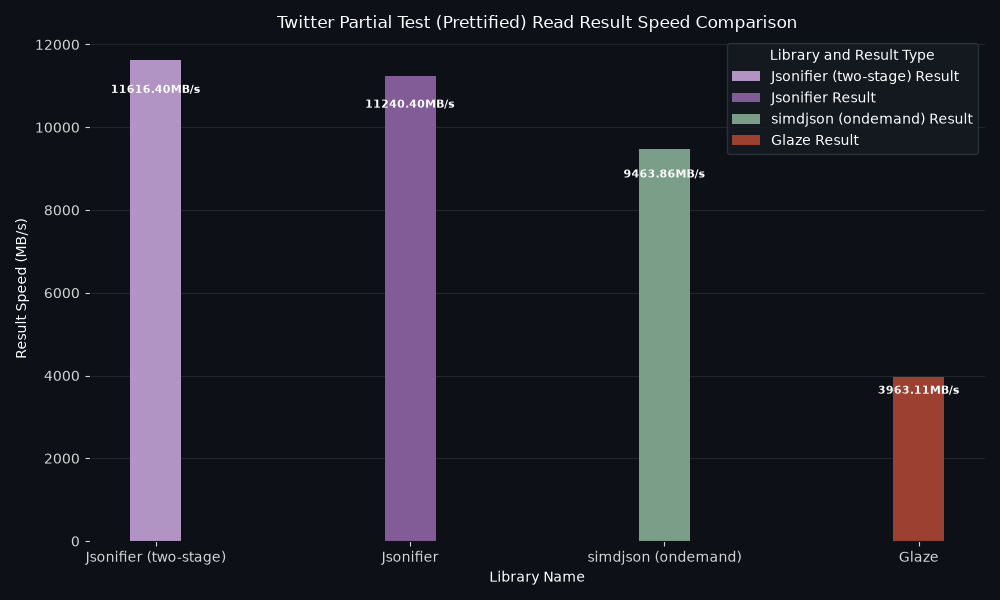 Twitter Partial Test (Prettified) Read Result Speed Comparison
Library and Result Type
Jsonifier (two-stage) Result
Jsonifier Result
simdjson (ondemand) Result
Glaze Result
Result Speed (MB/s)
12000
10000
8000
6000
4000
2000
0
11616.40MB/s
11240.40MB/s
9463.86MB/s
3963.11MB/s
Jsonifier (two-stage)
Jsonifier
simdjson (ondemand)
Glaze
Library Name